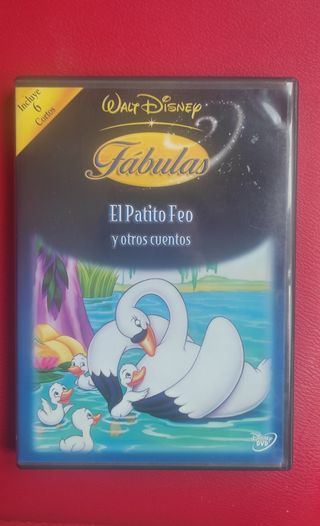 Incluye
6
Cortos
WALT DISNEY
Fábulas
El Patito Feo
y otros cuentos
Disney
DVD